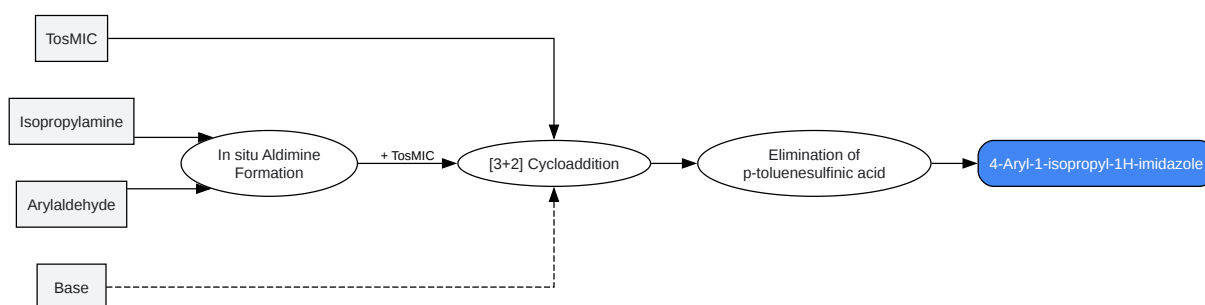 TosMIC
Isopropylamine
Arylaldehyde
Base
In situ Aldimine
Formation
+ TosMIC
[3+2] Cycloaddition
Elimination of
p-toluenesulfinic acid
4-Aryl-1-isopropyl-1H-imidazole